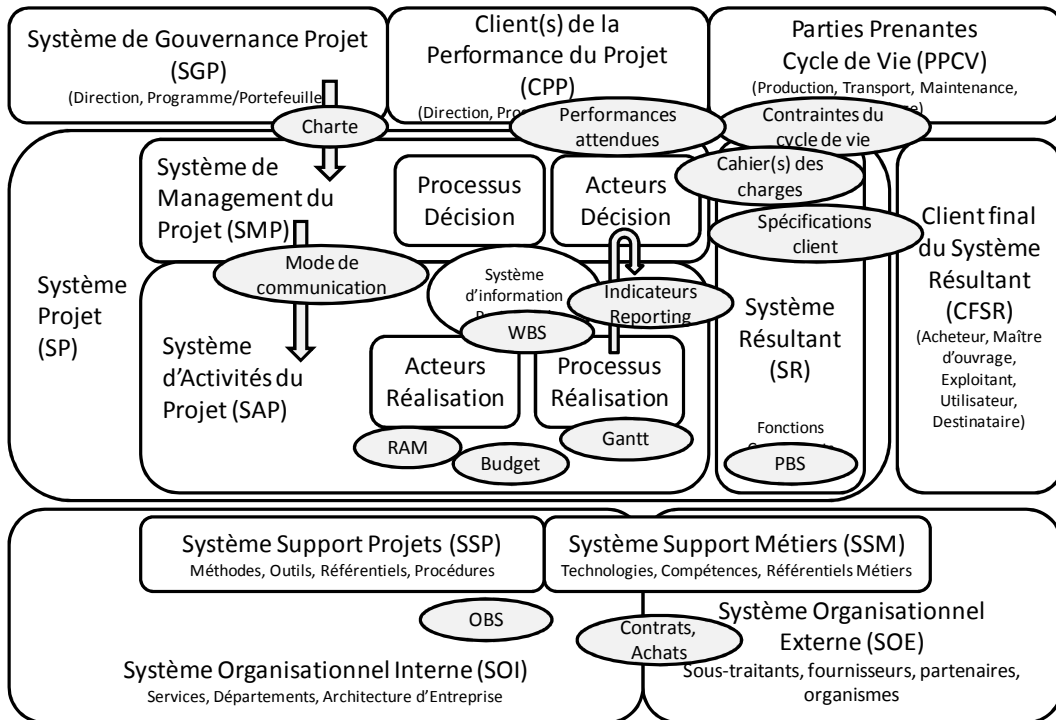 Système de Gouvernance Projet
(SGP)
(Direction, Programme/Portefeuille
Charte
Client(s) de la
Performance du Projet
(CPP)
(Direction,
Performances
attendues
Parties Prenantes
Cycle de Vie (PPCV)
(Production, Transport, Maintenance,
Contraintes du
cycle de vie
Système
Projet
(SP)
Système de
Management du
Projet (SMP)
Processus
Décision
Acteurs
Décision
Cahier(s) des
charges
Spécifications
client
Mode de
communication
Système
d'information
WBS
Indicateurs
Reporting
Système
d'Activités du
Projet (SAP)
Acteurs
Réalisation
Processus
Réalisation
RAM
Budget
Gantt
Système
Résultant
(SR)
Fonctions
PBS
Client final
du Système
Résultant
(CFSR)
(Acheteur, Maître
d'ouvrage,
Exploitant,
Utilisateur,
Destinataire)
Système Support Projets (SSP)
Méthodes, Outils, Référentiels, Procédures
Système Support Métiers (SSM)
Technologies, Compétences, Référentiels Métiers
OBS
Contrats,
Achats
Système Organisationnel Interne (SOI)
Services, Départements, Architecture d'Entreprise
Système Organisationnel
Externe (SOE)
Sous-traitants, fournisseurs, partenaires,
organismes